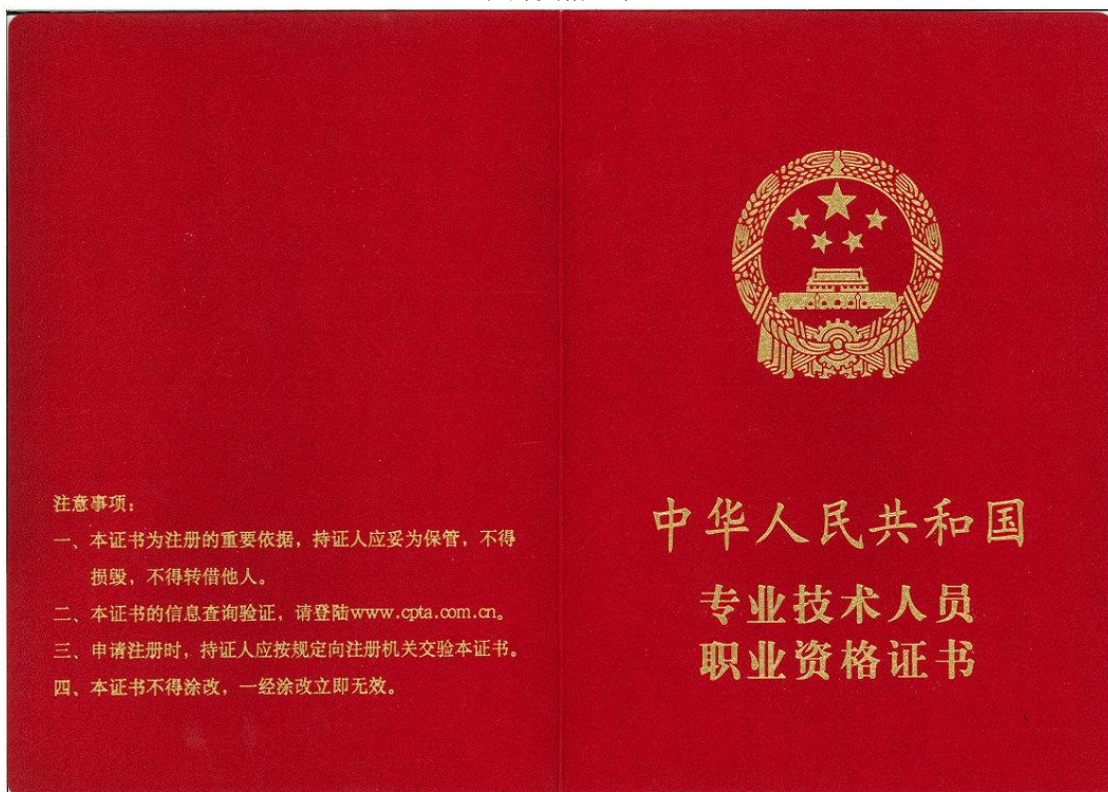 注意事项：
一、本证书为注册的重要依据，持证人应妥为保管，不得
损毁，不得转借他人。
二、本证书的信息查询验证，请登陆www.cpta.com.cn。
三、申请注册时，持证人应按规定向注册机关交验本证书。
四、本证书不得涂改，一经涂改立即无效。
中华人民共和国
专业技术人员
职业资格证书